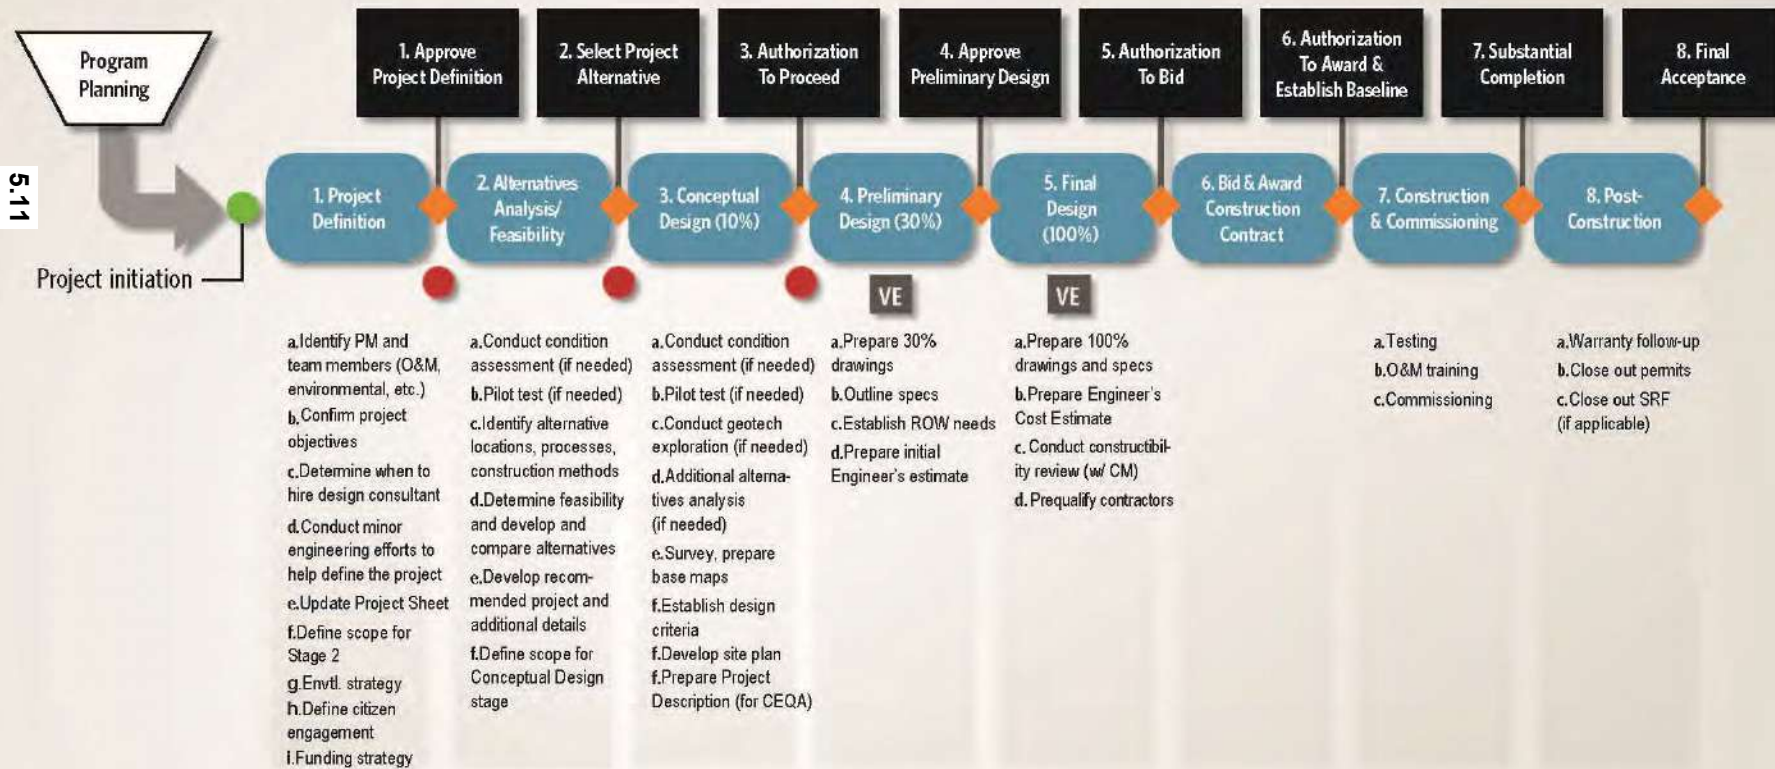 Program
Planning
1. Approve
Project Definition
2. Select Project
Alternative
3. Authorization
To Proceed
4. Approve
Preliminary Design
5. Authorization
To Bid
6. Authorization
To Award &
Establish Baseline
7. Substantial
Completion
8. Final
Acceptance
5.11
Project initiation
1. Project
Definition
2. Alternatives
Analysis/
Feasibility
3. Conceptual
Design (10%)
4. Preliminary
Design (30%)
5. Final
Design
(100%)
6. Bid & Award
Construction
Contract
7. Construction
& Commissioning
8. Post-
Construction
VE
VE
a.Identify PM and
team members (O&M,
environmental, etc.)
b.Confirm project
objectives
c.Determine when to
hire design consultant
d.Conduct minor
engineering efforts to
help define the project
e.Update Project Sheet
f.Define scope for
Stage 2
g.Envtl. strategy
h.Define citizen
engagement
i.Funding strategy
a.Conduct condition
assessment (if needed)
b.Pilot test (if needed)
c.Identify alternative
locations, processes,
construction methods
d.Determine feasibility
and develop and
compare alternatives
e.Develop recom-
mended project and
additional details
f.Define scope for
Conceptual Design
stage
a.Conduct condition
assessment (if needed)
b.Pilot test (if needed)
c.Conduct geotech
exploration (if needed)
d.Additional alterna-
tives analysis
(if needed)
e.Survey, prepare
base maps
f.Establish design
criteria
f.Develop site plan
f.Prepare Project
Description (for CEQA)
a.Prepare 30%
drawings
b.Outline specs
c.Establish ROW needs
d.Prepare initial
Engineer's estimate
a.Prepare 100%
drawings and specs
b.Prepare Engineer's
Cost Estimate
c. Conduct constructibil-
ity review (w/ CM)
d. Prequalify contractors
a.Testing
b.O&M training
c.Commissioning
a.Warranty follow-up
b.Close out permits
c.Close out SRF
(if applicable)